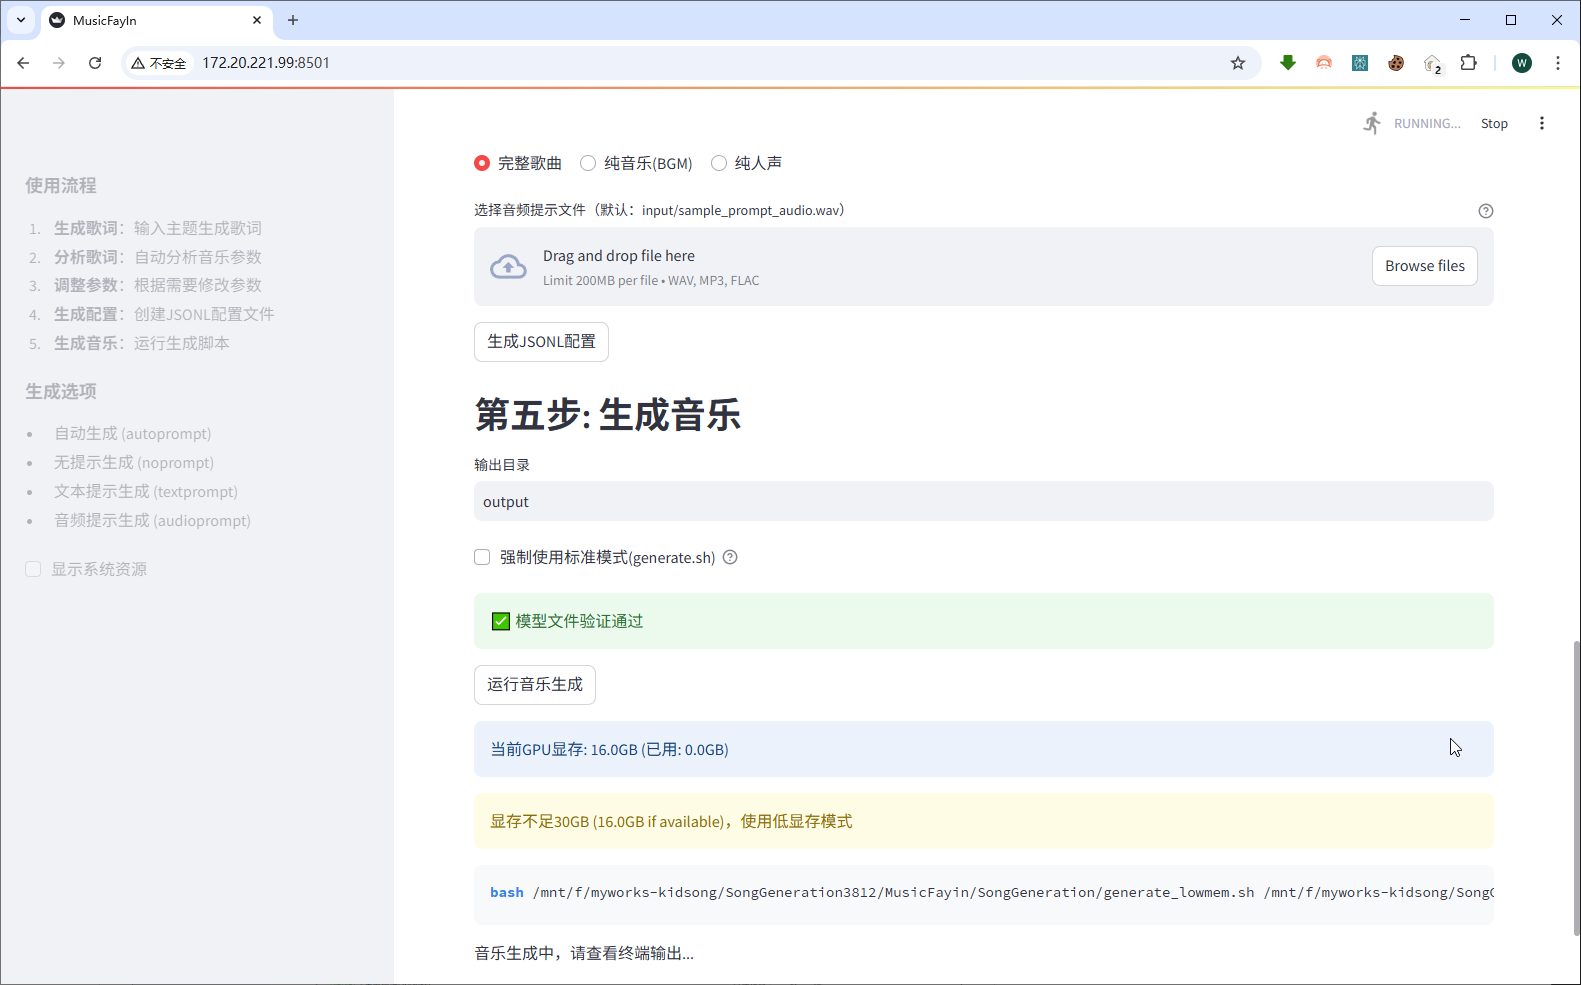 MusicFayIn
不安全
172.20.221.99:8501
2
W
RUNNING...
Stop
使用流程
1. 生成歌词：输入主题生成歌词
2. 分析歌词：自动分析音乐参数
3. 调整参数：根据需要修改参数
4. 生成配置：创建JSONL配置文件
5. 生成音乐：运行生成脚本
生成选项
• 自动生成 (autoprompt)
• 无提示生成 (noprompt)
• 文本提示生成 (textprompt)
• 音频提示生成 (audioprompt)
显示系统资源
完整歌曲 纯音乐(BGM) 纯人声
选择音频提示文件（默认：input/sample_prompt_audio.wav）
Drag and drop file here
Limit 200MB per file • WAV, MP3, FLAC
Browse files
生成JSONL配置
第五步: 生成音乐
输出目录
output
强制使用标准模式(generate.sh)
✅ 模型文件验证通过
运行音乐生成
当前GPU显存: 16.0GB (已用: 0.0GB)
显存不足30GB (16.0GB if available)，使用低显存模式
bash /mnt/f/myworks-kidsong/SongGeneration3812/MusicFayin/SongGeneration/generate_lowmem.sh /mnt/f/myworks-kidsong/Song
音乐生成中，请查看终端输出...